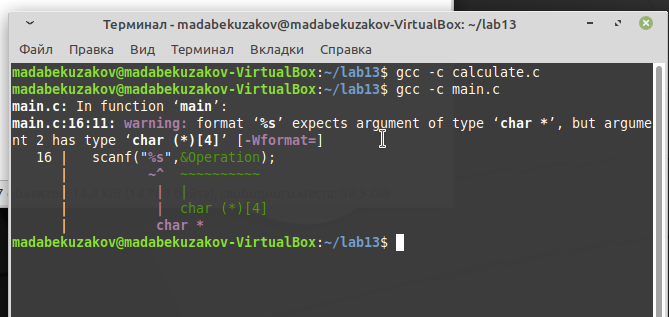 Терминал - madabekuzakov@madabekuzakov-VirtualBox: ~/lab13
Файл Правка Вид Терминал Вкладки Справка
madabekuzakov@madabekuzakov-VirtualBox:~/lab13$ gcc -c calculate.c
madabekuzakov@madabekuzakov-VirtualBox:~/lab13$ gcc -c main.c
main.c: In function ‘main’:
main.c:16:11: warning: format ‘%s’ expects argument of type ‘char *’, but argume
nt 2 has type ‘char (*)[4]’ [-Wformat=]
   16 |   scanf("%s",&Operation);
      |          ~^  ~~~~~~~~~~
      |           |  |
      |           |  char (*)[4]
      |           char *
madabekuzakov@madabekuzakov-VirtualBox:~/lab13$